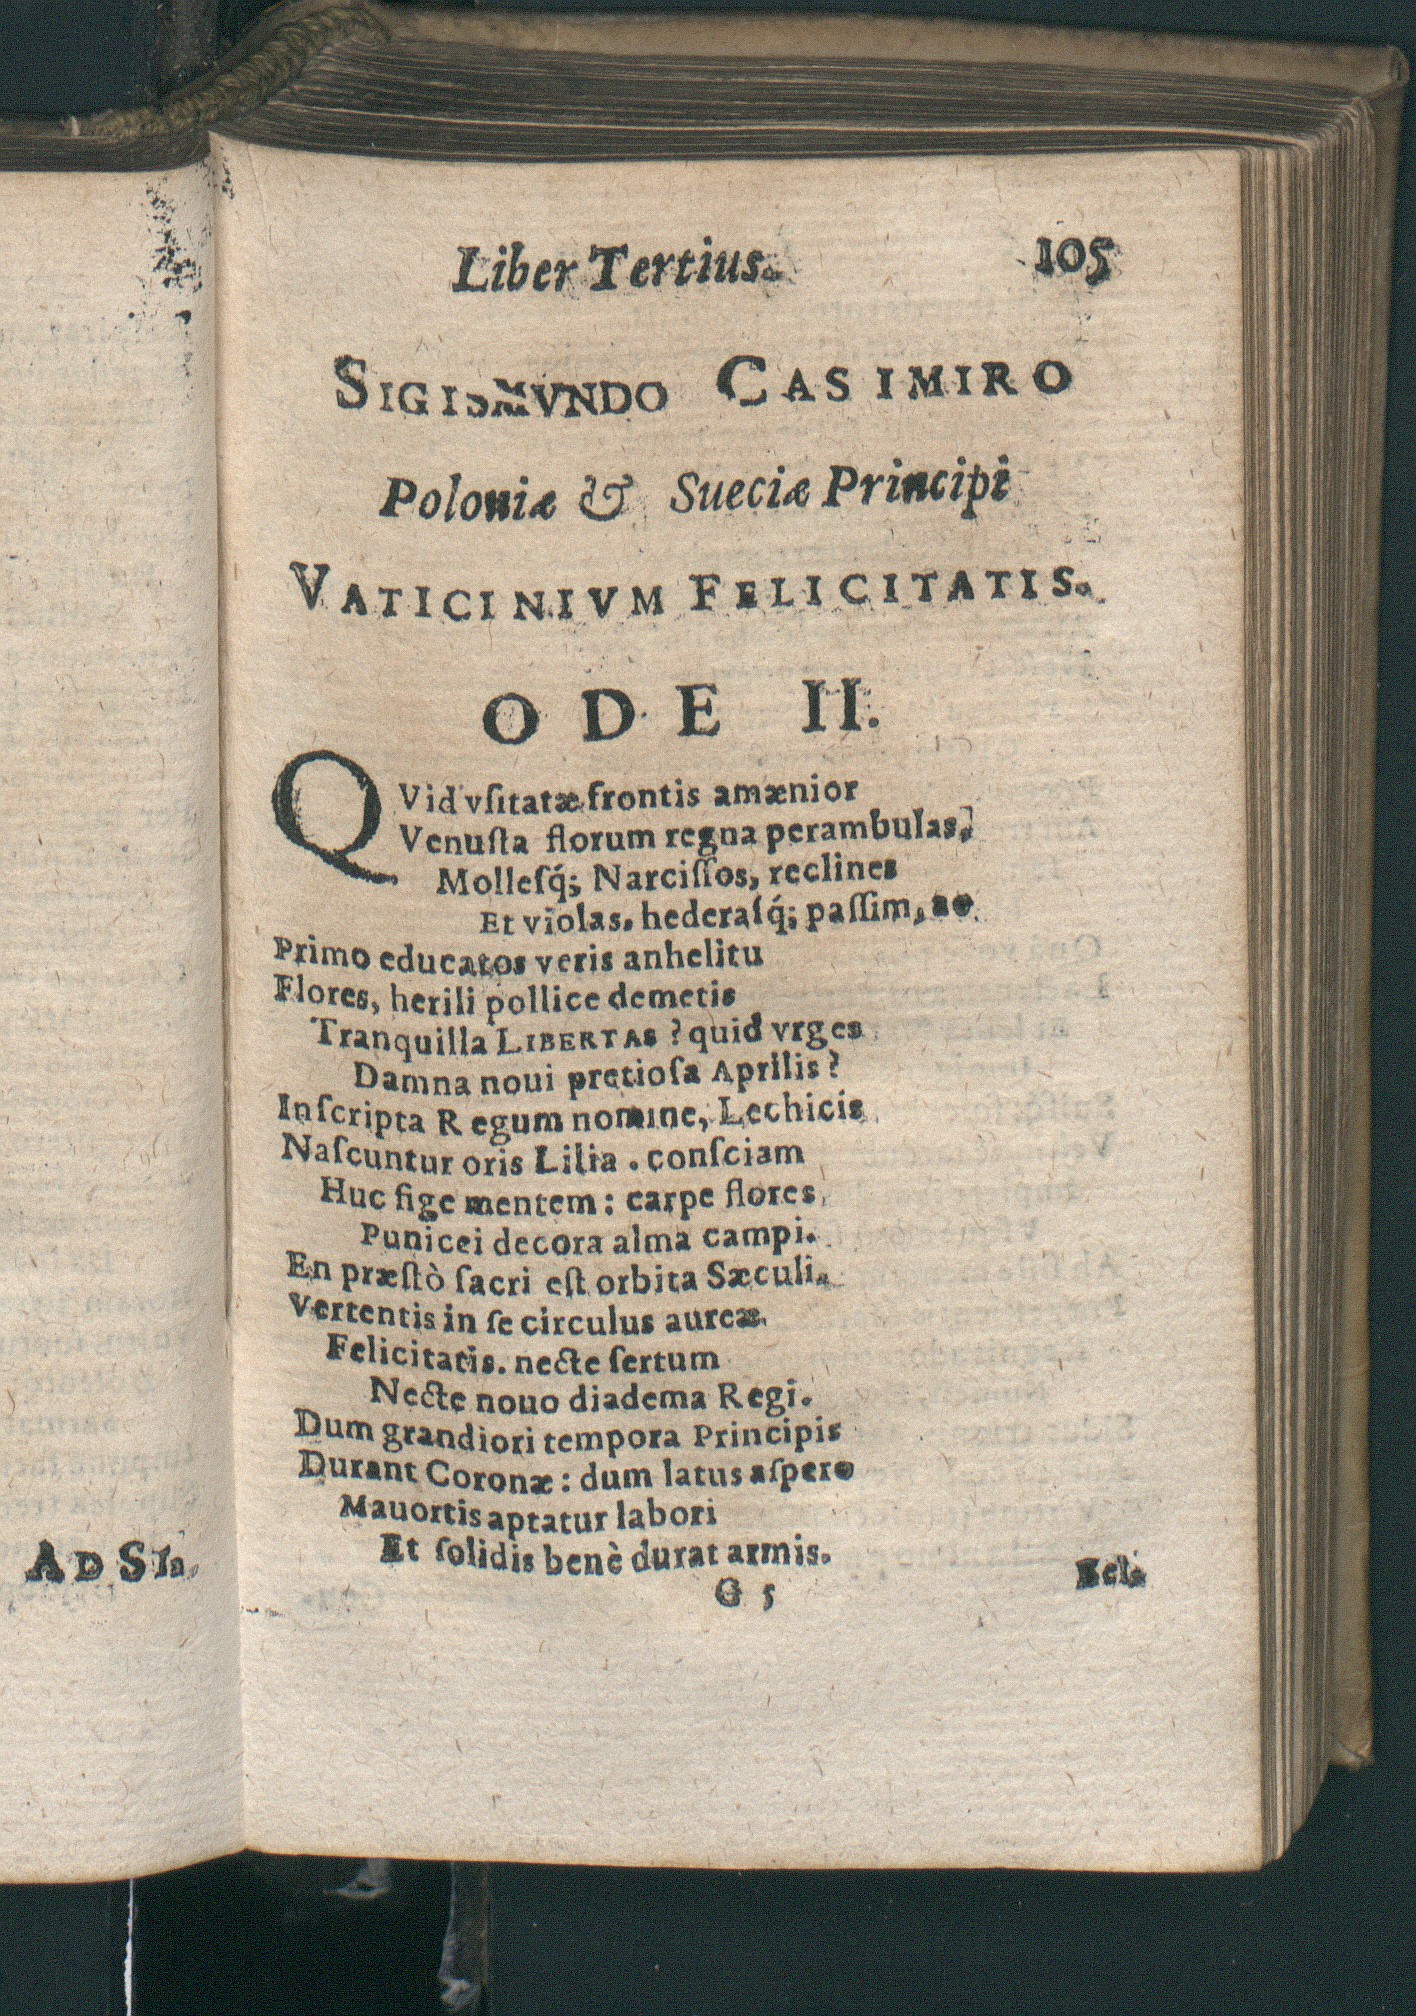 Liber Tertius. 105
SIGISMVNDO CASIMIRO
Poloniæ & Sueciæ Principi
VATICINIVM FELICITATIS.
ODE II.
QVid vſitatæ frontis amænior
Venuſta florum regna perambulas,
Molleſq́; Narciſſos, reclines
Et violas, hederaſq́; paſſim, ac
Primo educatos veris anhelitu
Flores, herili pollice demetis
Tranquilla LIBERTAS? quid vrges
Damna noui pretioſa Aprilis?
Inſcripta Regum nomine, Lechicis
Naſcuntur oris Lilia. conſciam
Huc fige mentem: carpe flores,
Punicei decora alma campi.
En præſtò ſacri eſt orbita Sæculi,
Vertentis in ſe circulus aureæ
Felicitatis. necte ſertum
Necte nouo diadema Regi.
Dum grandiori tempora Principis
Durant Coronæ: dum latus aſpero
Mauortis aptatur labori
Et ſolidis benè durat armis.
G 5
AD SIa